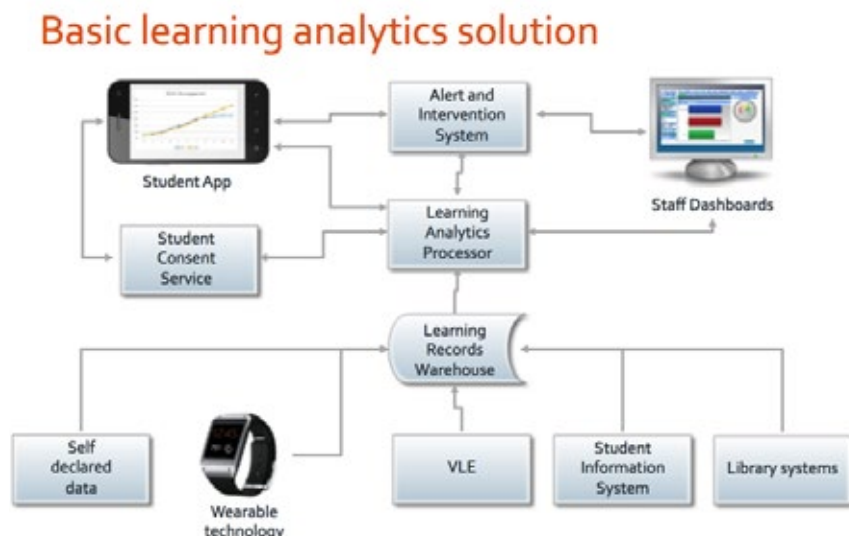 Basic learning analytics solution
Alert and
Intervention
System
Student App
Staff Dashboards
Learning
Analytics
Processor
Student
Consent
Service
Learning
Records
Warehouse
Self
declared
data
Wearable
technology
VLE
Student
Information
System
Library systems